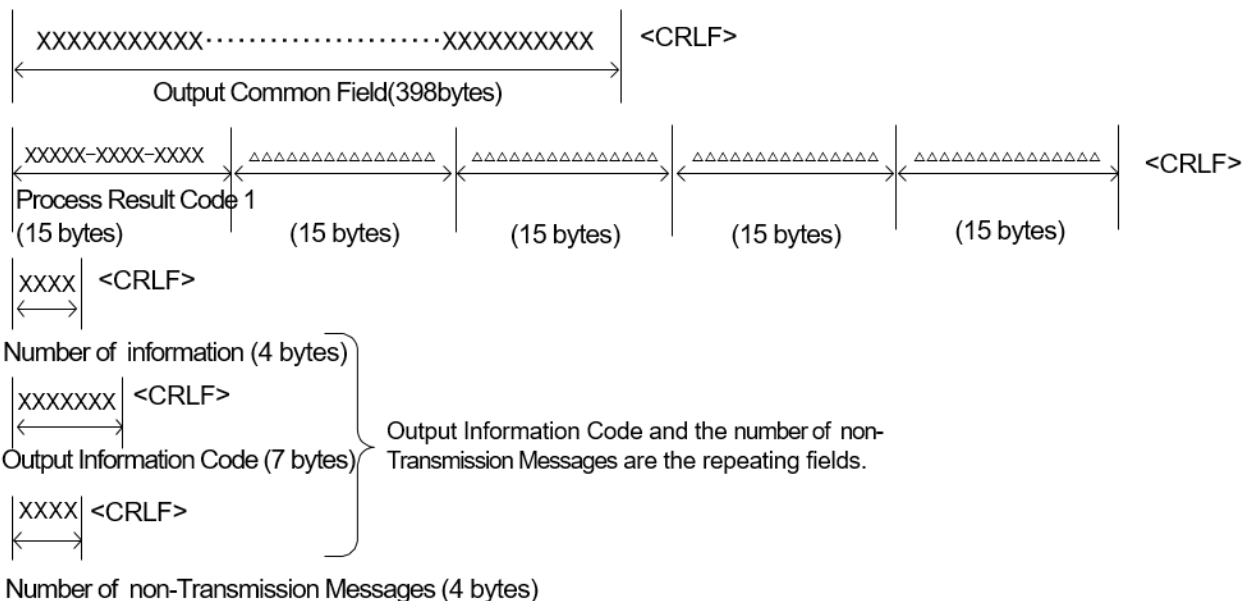 XXXXXXXXXXX·····················XXXXXXXXXX <CRLF>
Output Common Field(398bytes)
XXXXX-XXXX-XXXX △△△△△△△△△△△△△△△ △△△△△△△△△△△△△△△ △△△△△△△△△△△△△△△ △△△△△△△△△△△△△△△ <CRLF>
Process Result Code 1
(15 bytes) (15 bytes) (15 bytes) (15 bytes) (15 bytes)
XXXX <CRLF>
Number of information (4 bytes)
XXXXXXX <CRLF>
Output Information Code (7 bytes)
Output Information Code and the number of non-
Transmission Messages are the repeating fields.
XXXX <CRLF>
Number of non-Transmission Messages (4 bytes)